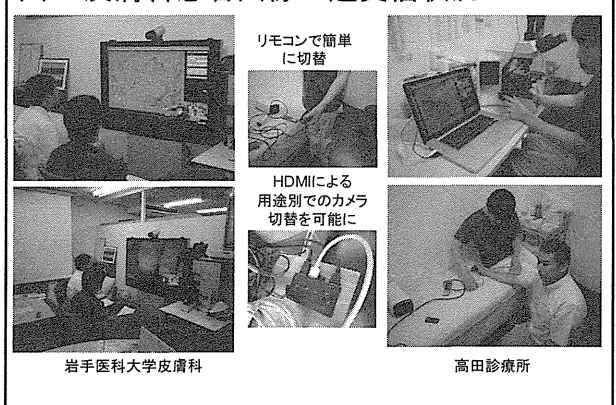 リモコンで簡単
に切替
HDMIによる
用途別でのカメラ
切替を可能に
岩手医科大学皮膚科
高田診療所